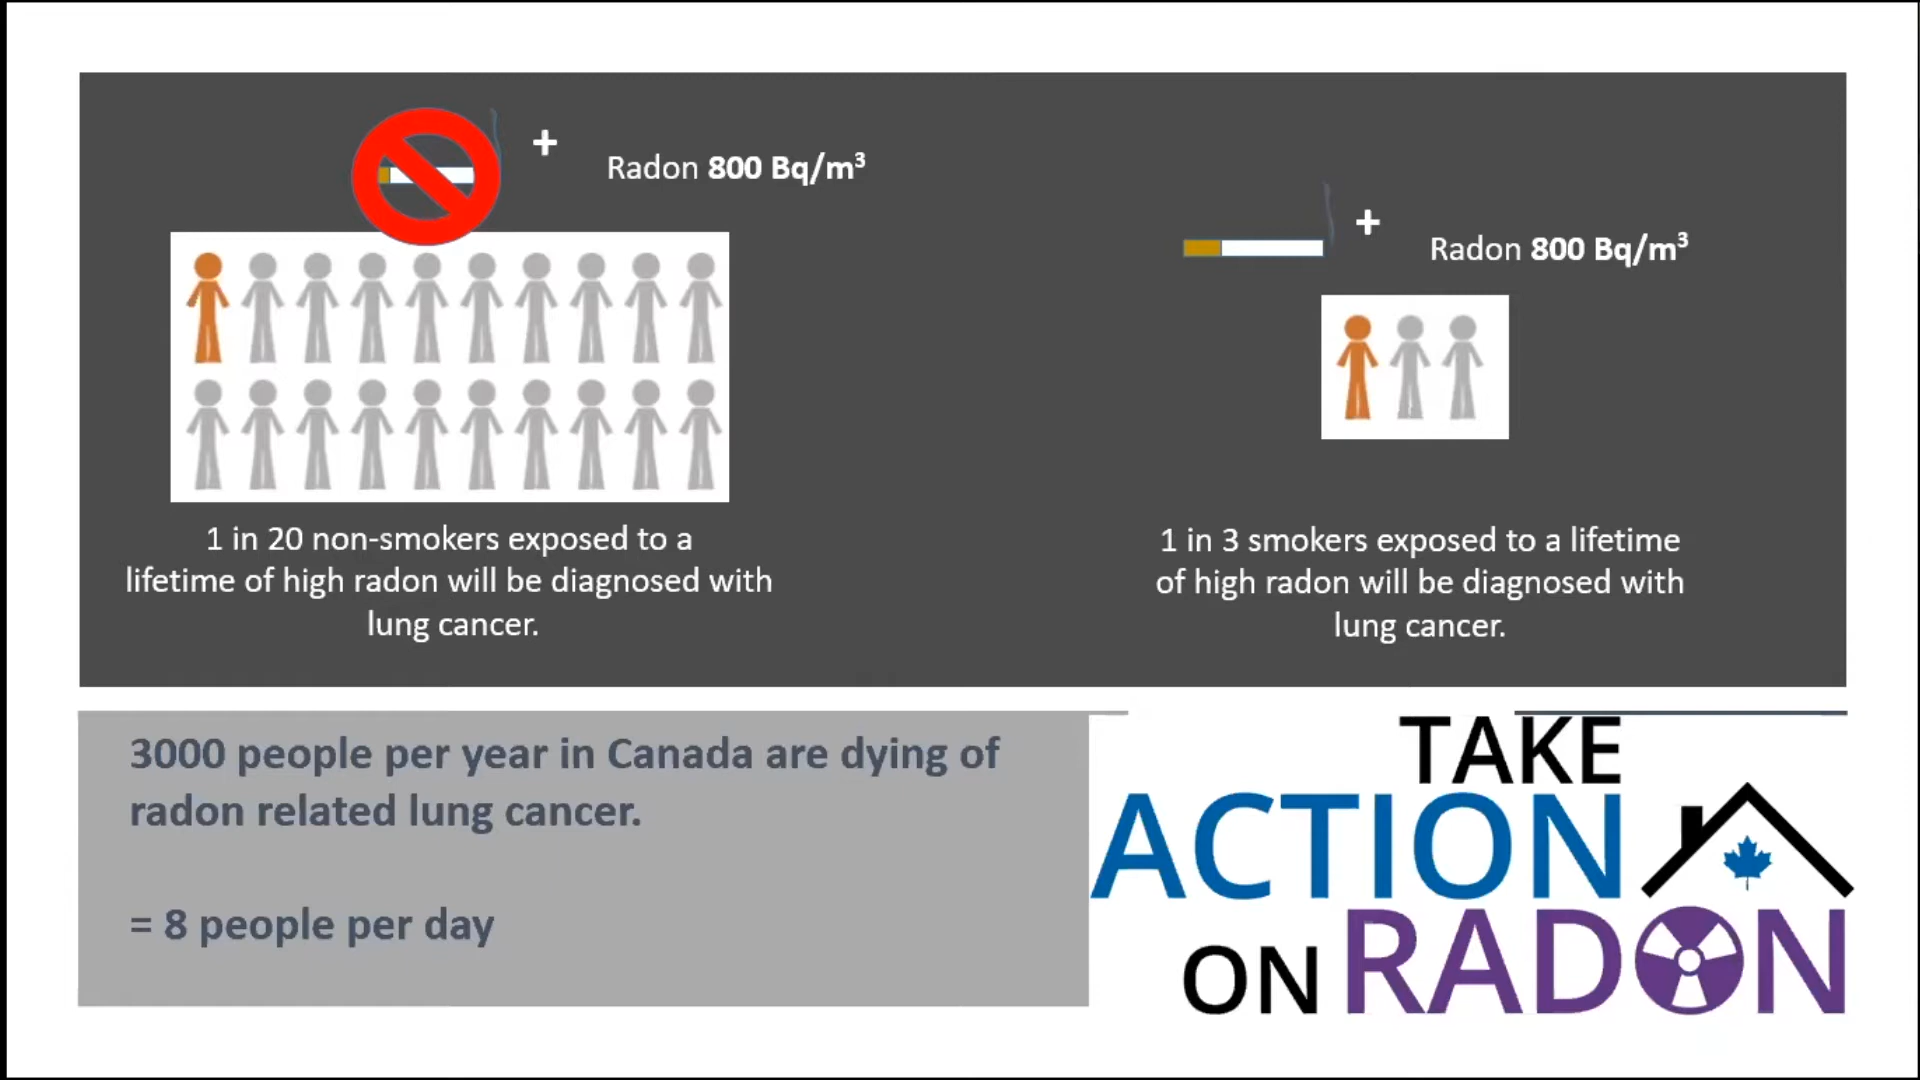 +
Radon 800 Bq/m³
1 in 20 non-smokers exposed to a
lifetime of high radon will be diagnosed with
lung cancer.
+
Radon 800 Bq/m³
1 in 3 smokers exposed to a lifetime
of high radon will be diagnosed with
lung cancer.
3000 people per year in Canada are dying of
radon related lung cancer.
= 8 people per day
TAKE
ACTION
ON RADON